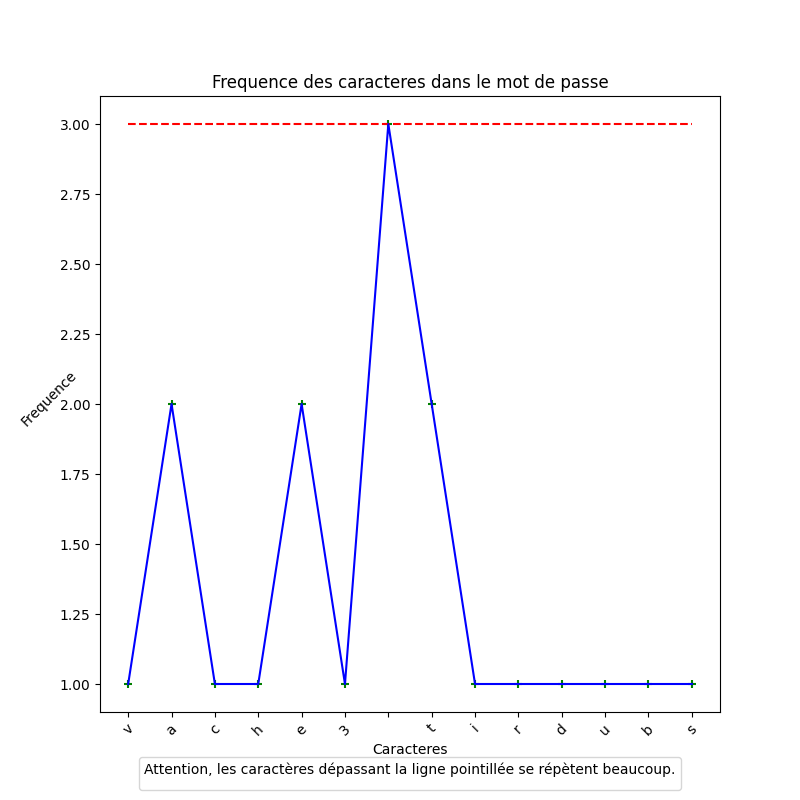 Frequence des caracteres dans le mot de passe
3.00
2.75
2.50
2.25
2.00
1.75
1.50
1.25
1.00
Frequence
v a c h e 3 t i r d u b s
Caracteres
Attention, les caractères dépassant la ligne pointillée se répètent beaucoup.